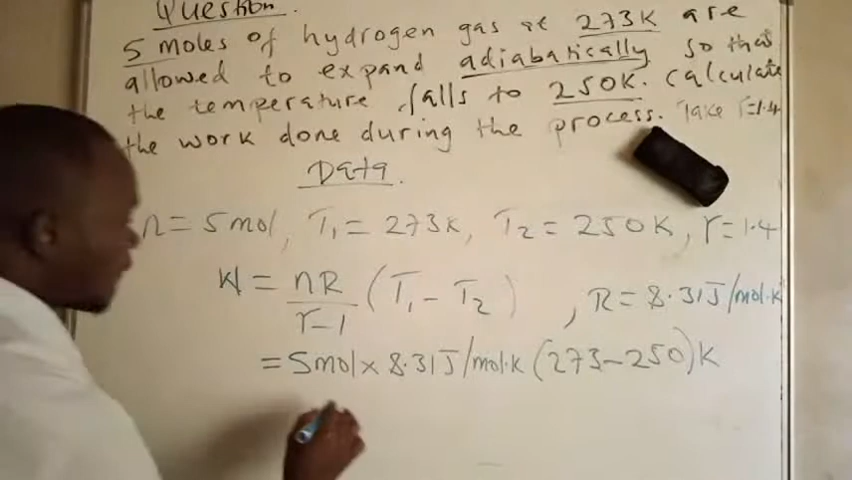 Question.
5 moles of hydrogen gas at 273K are
allowed to expand adiabatically so that
the temperature falls to 250K. Calculate
the work done during the process. Take γ=1.4
Data.
n = 5mol, T₁ = 273K, T₂ = 250K, γ=1.4
W = nR/γ-1 (T₁ - T₂), R = 8.31J/mol.K
= 5mol × 8.31J/mol.K (273-250)K